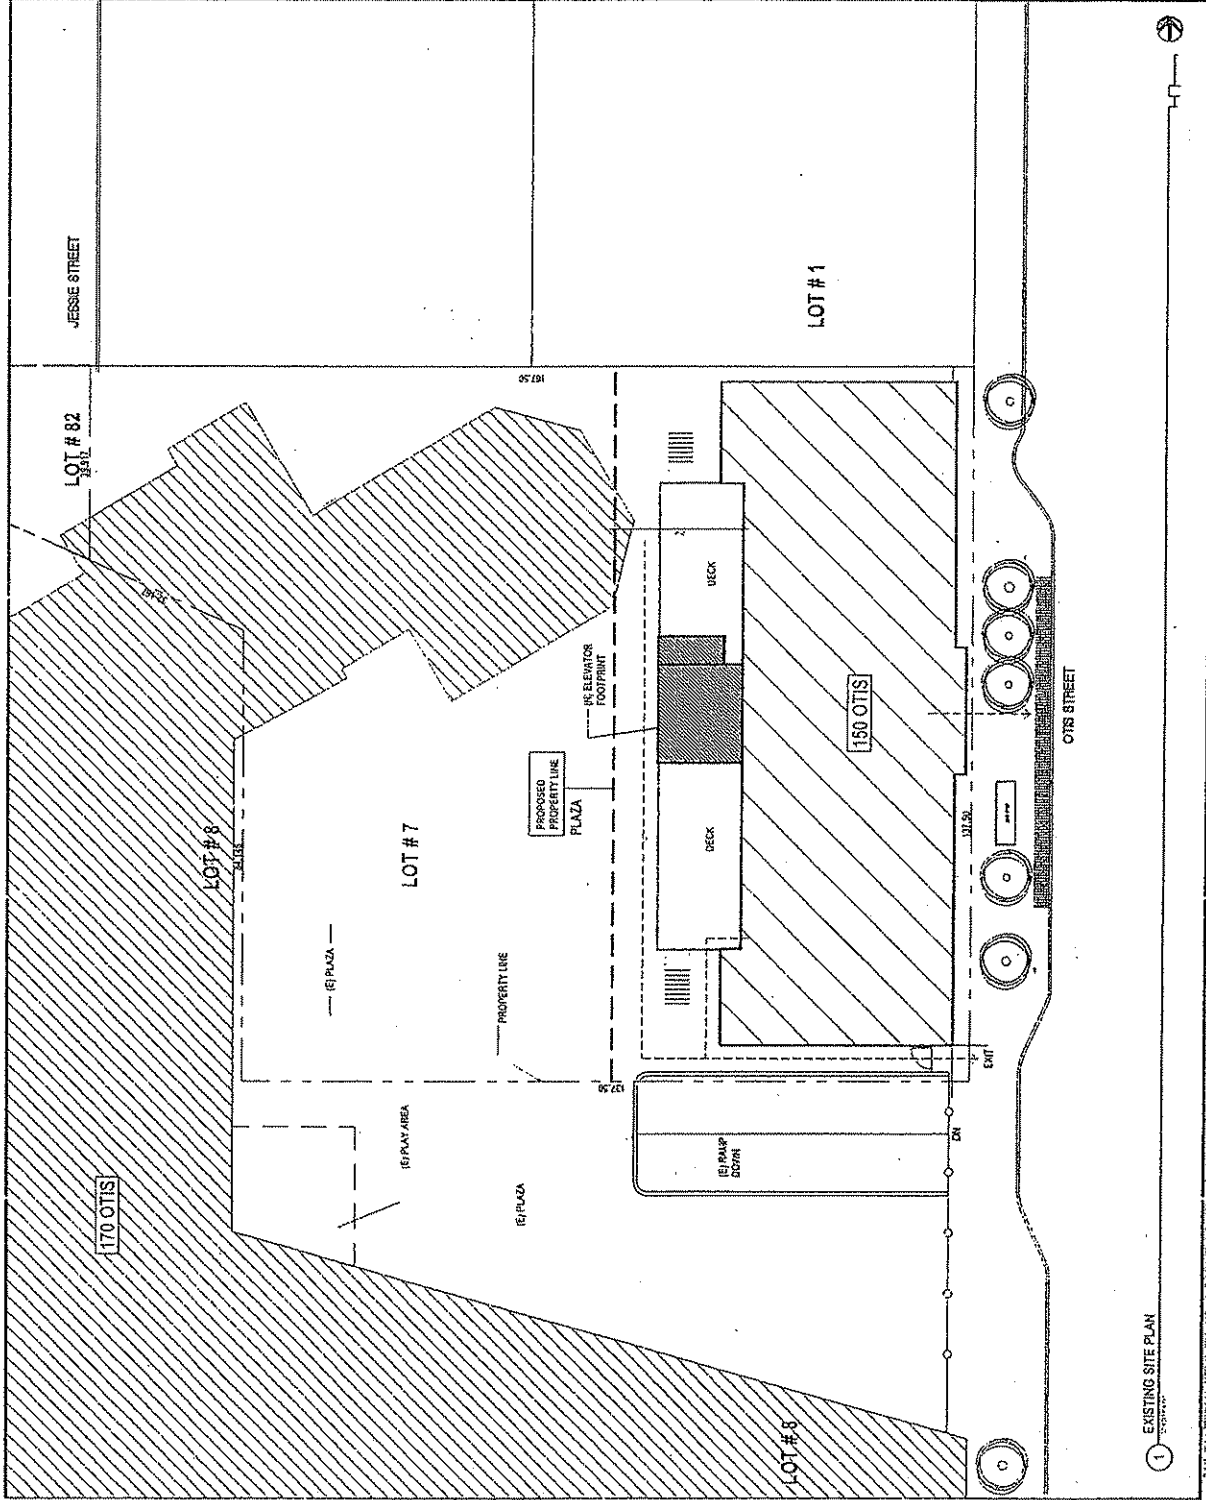 JESSIE STREET
LOT # 82
LOT # 1
167.50
LOT # 8
LOT # 7
(E) PLAZA
PROPERTY LINE
PROPOSED
PROPERTY LINE
PLAZA
ELEVATOR
FOOTPRINT
DECK
DECK
150 OTIS
137.50
137.50
EXIT
170 OTIS
(E) PLAY AREA
(E) PLAZA
(E) RAMP
DOWN
DN
LOT # 8
OTIS STREET
1
EXISTING SITE PLAN